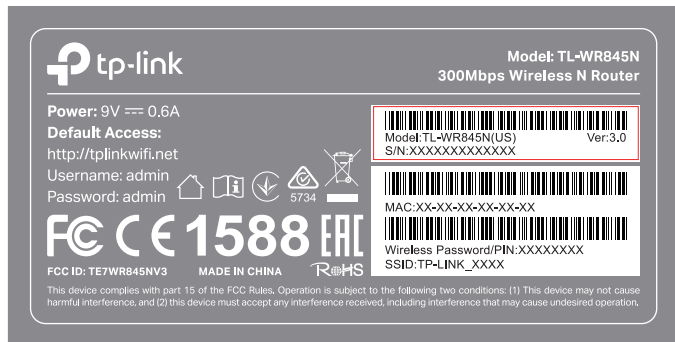 tp-link
Model: TL-WR845N
300Mbps Wireless N Router
Power: 9V ⎓ 0.6A
Default Access:
http://tplinkwifi.net
Username: admin
Password: admin
5734
Model:TL-WR845N(US) Ver:3.0
S/N:XXXXXXXXXXXXX
MAC:XX-XX-XX-XX-XX-XX
Wireless Password/PIN:XXXXXXXX
SSID:TP-LINK_XXXX
FC CE 1588 EAC
FCC ID: TE7WR845NV3 MADE IN CHINA RoHS
This device complies with part 15 of the FCC Rules. Operation is subject to the following two conditions: (1) This device may not cause
harmful interference, and (2) this device must accept any interference received, including interference that may cause undesired operation.